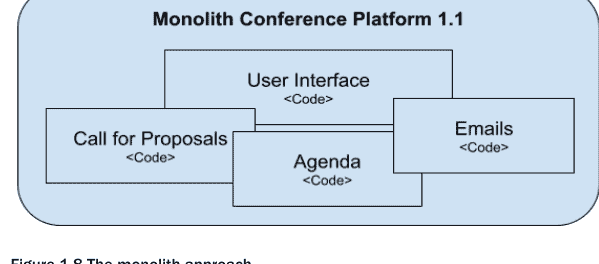 Monolith Conference Platform 1.1
User Interface
<Code>
Call for Proposals
<Code>
Emails
<Code>
Agenda
<Code>
Figure 1.8 The monolith approach